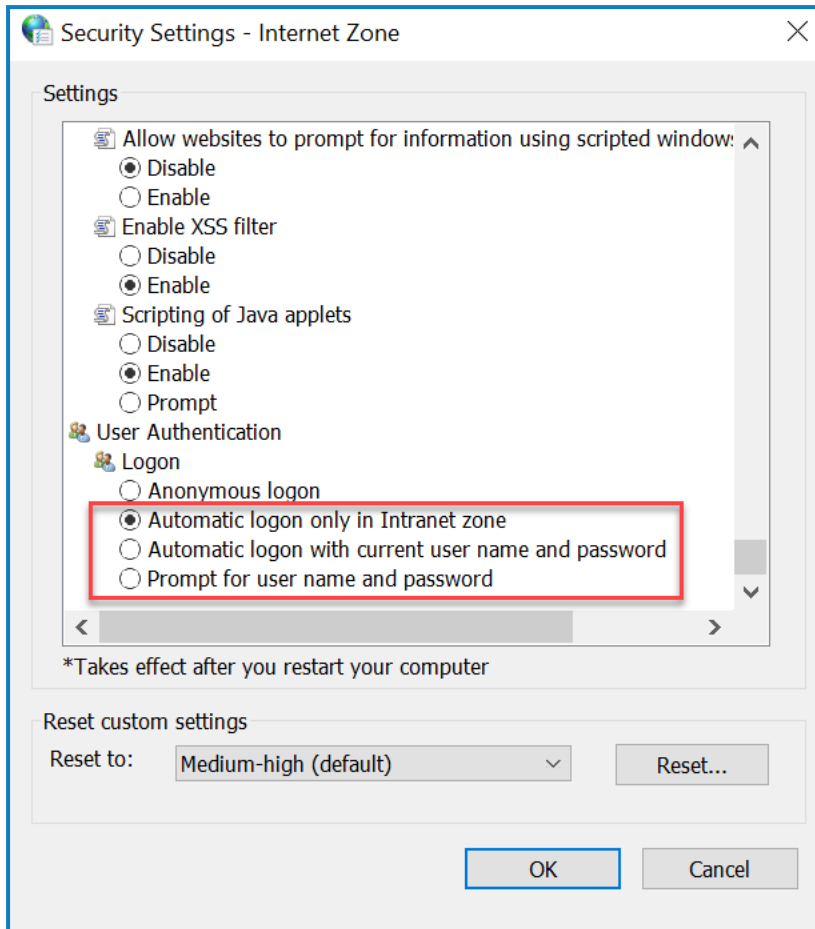 Security Settings - Internet Zone
Settings
Allow websites to prompt for information using scripted window
Disable
Enable
Enable XSS filter
Disable
Enable
Scripting of Java applets
Disable
Enable
Prompt
User Authentication
Logon
Anonymous logon
Automatic logon only in Intranet zone
Automatic logon with current user name and password
Prompt for user name and password
*Takes effect after you restart your computer
Reset custom settings
Reset to:
Medium-high (default)
Reset...
OK
Cancel